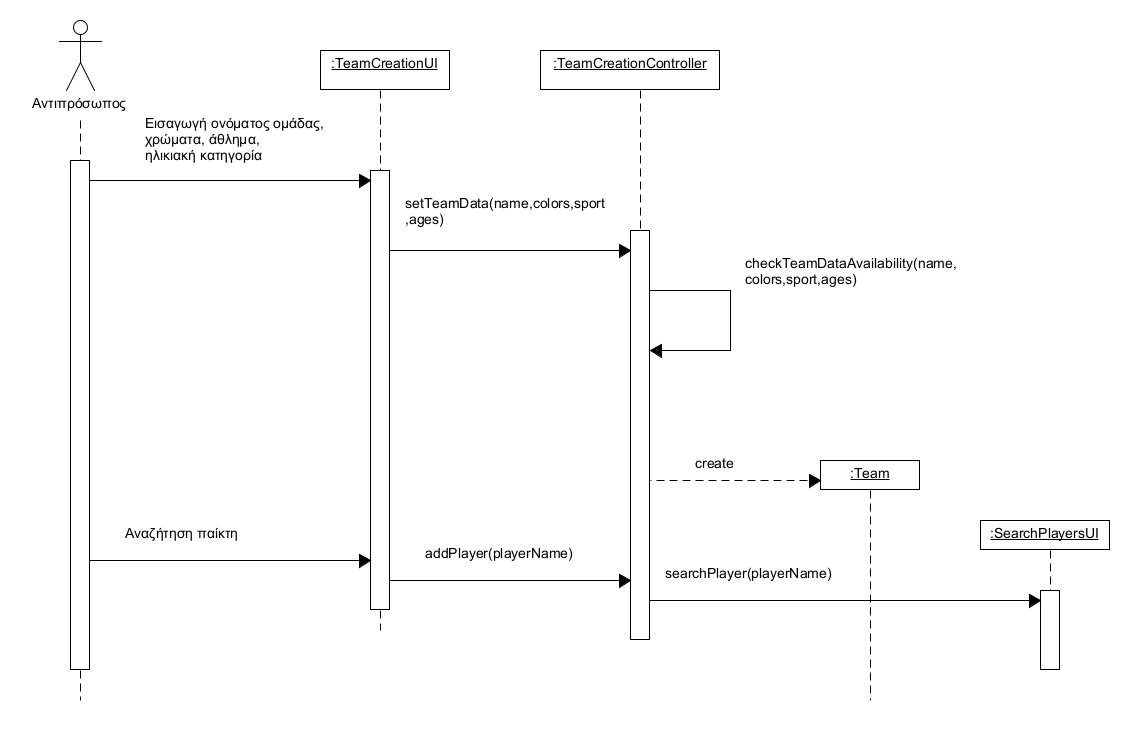 :TeamCreationUI
:TeamCreationController
Αντιπρόσωπος
Εισαγωγή ονόματος ομάδας,
χρώματα, άθλημα,
ηλικιακή κατηγορία
setTeamData(name,colors,sport
,ages)
checkTeamDataAvailability(name,
colors,sport,ages)
create
:Team
Αναζήτηση παίκτη
:SearchPlayersUI
addPlayer(playerName)
searchPlayer(playerName)